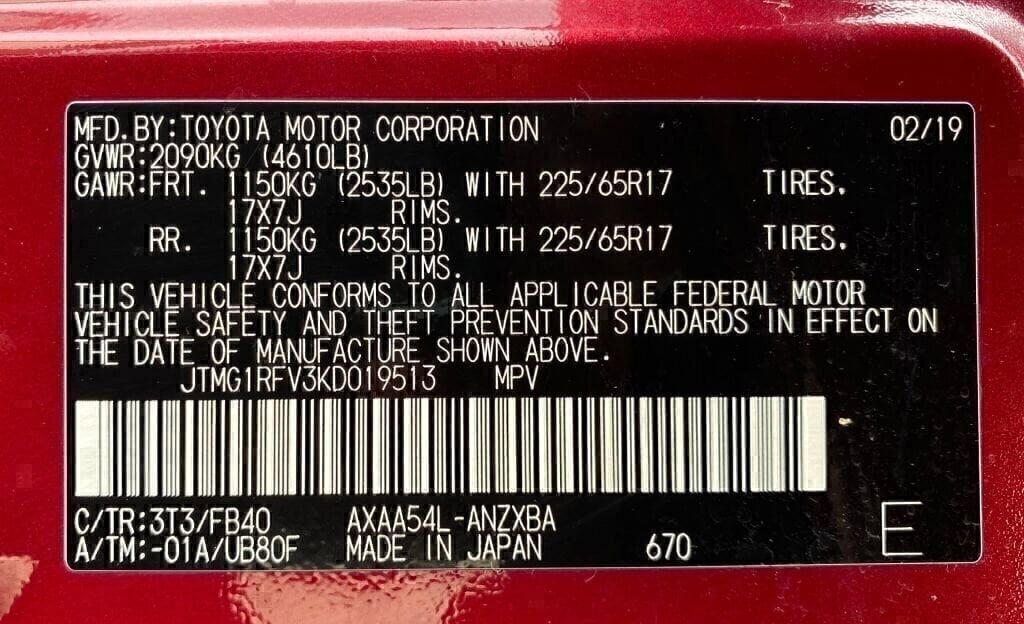 MFD.BY:TOYOTA MOTOR CORPORATION 02/19
GVWR:2090KG (4610LB)
GAWR:FRT. 1150KG (2535LB) WITH 225/65R17 TIRES.
17X7J RIMS.
RR. 1150KG (2535LB) WITH 225/65R17 TIRES.
17X7J RIMS.
THIS VEHICLE CONFORMS TO ALL APPLICABLE FEDERAL MOTOR
VEHICLE SAFETY AND THEFT PREVENTION STANDARDS IN EFFECT ON
THE DATE OF MANUFACTURE SHOWN ABOVE.
JTMG1RFV3KD019513 MPV
C/TR:3T3/FB40 AXAA54L-ANZXBA
A/TM:-01A/UB80F MADE IN JAPAN 670 E